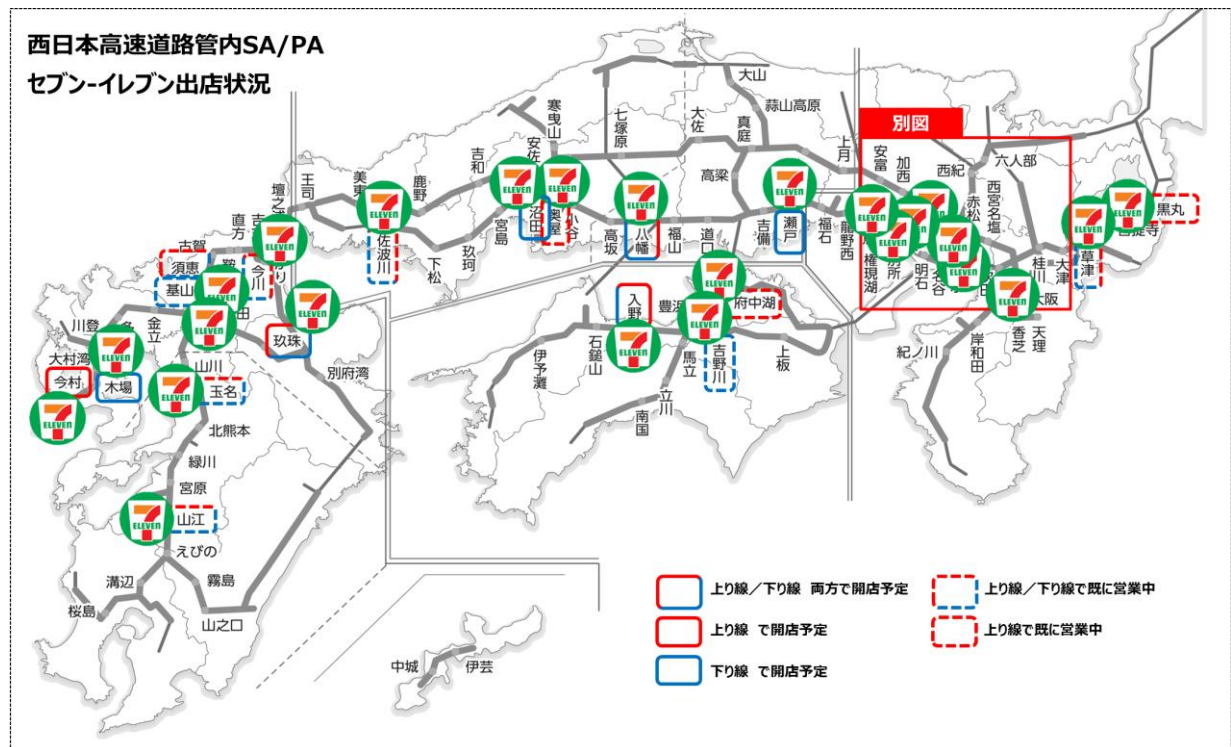 西日本高速道路管内SA/PA
セブン-イレブン出店状況
別図
大山
蒜山高原
寒曳山
七塚原
大佐
真庭
上月
安富
加西
西紀
六人部
赤松
西宮名塩
黒丸
草津
大津
桂川
大阪
香芝
天理
岸和田
紀ノ川
明石
名谷
権現湖
龍野西
福石
瀬戸
吉備
高梁
道口
福山
八幡
高坂
小谷
奥屋
沼田
安佐
宮島
吉和
鹿野
玖珂
下松
佐波川
美東
王司
壇之浦
直方
古賀
須恵
今川
基山
金立
川登
大村湾
今村
木場
山川
玉名
北熊本
緑川
宮原
山江
えびの
溝辺
桜島
霧島
山之口
玖珠
別府湾
入野
豊浜
府中湖
吉野川
上板
馬立
立川
南国
石鎚山
伊予灘
中城
伊芸
ELEVEN
上り線／下り線 両方で開店予定
上り線 で開店予定
下り線 で開店予定
上り線／下り線で既に営業中
上り線で既に営業中